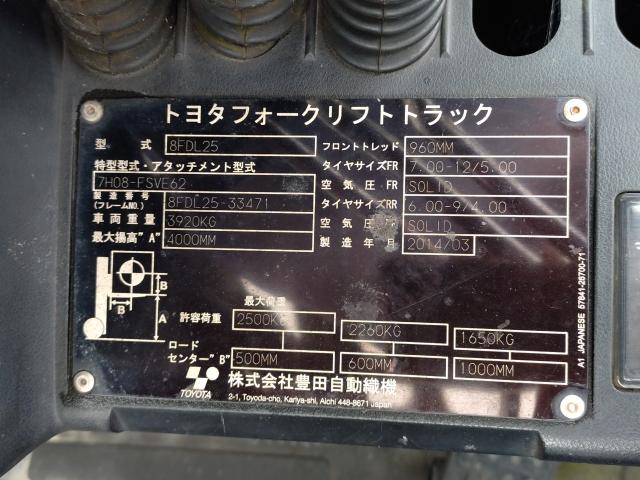 トヨタフォークリフトトラック
型式 8FDL25 フロントトレッド 960MM
特型型式・アタッチメント型式 タイヤサイズFR 7.00-12/5.00
7H08-FSVE62 空気圧FR SOLID
製造番号(フレームNO.) 8FDL25-33471 タイヤサイズRR 6.00-9/4.00
車両重量 3920KG 空気圧 SOLID
最大揚高"A" 4000MM 製造年月 2014/03
B
B A
最大荷重
許容荷重 2500KG 2260KG 1650KG
ロード
センター"B" 500MM 600MM 1000MM
TOYOTA 株式会社豊田自動織機
2-1, Toyoda-cho, Kariya-shi, Aichi 448-8671 Japan
A1 JAPANESE 57841-26700-71